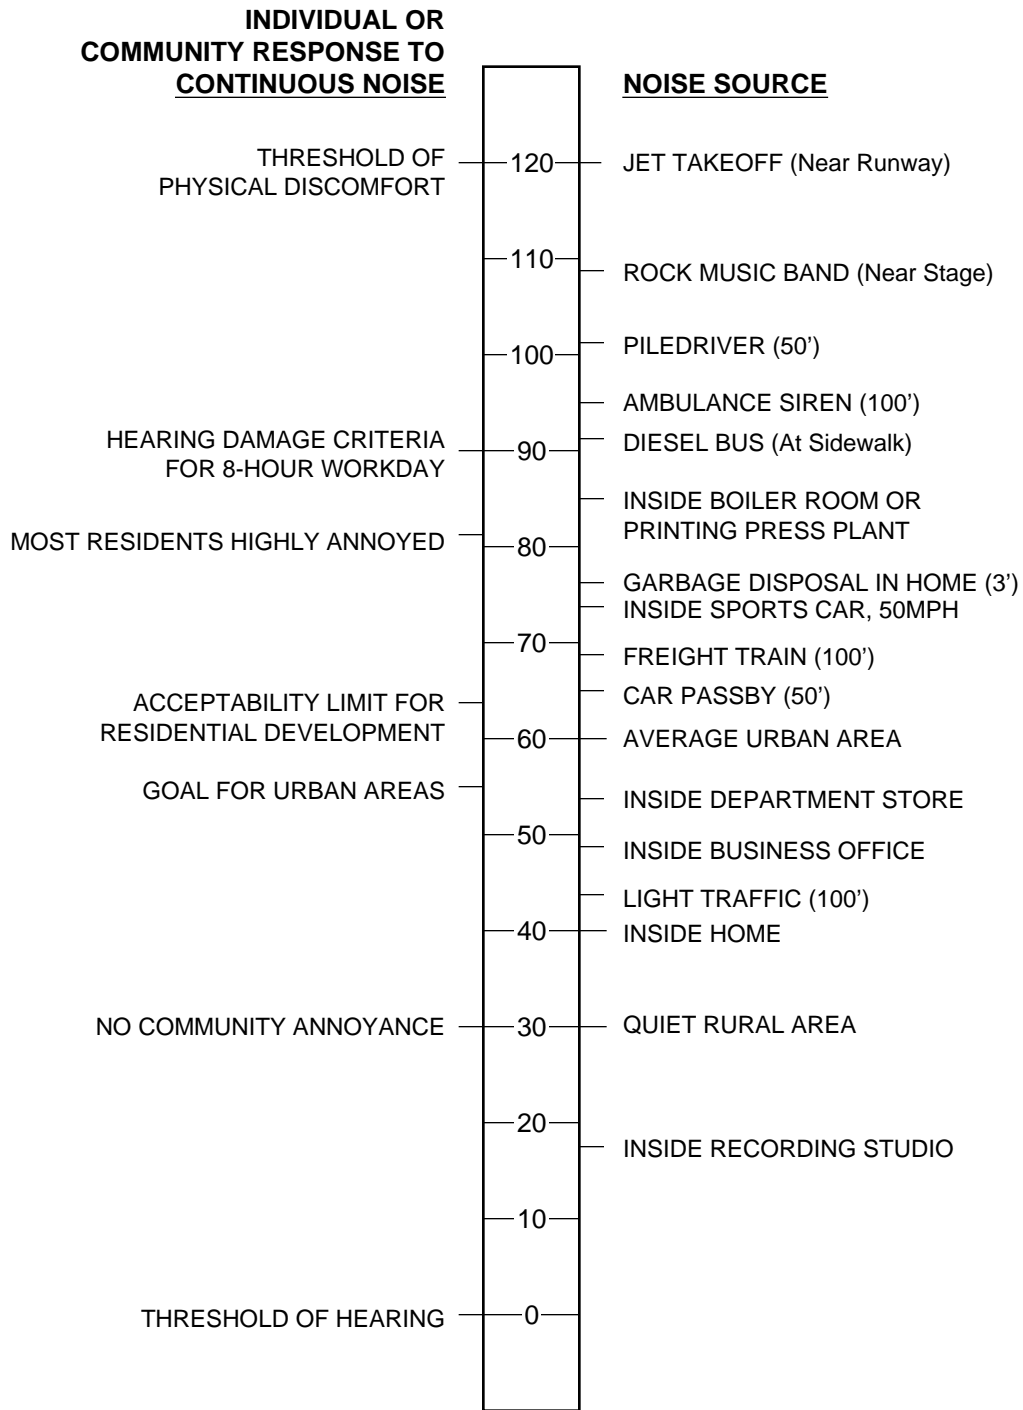 INDIVIDUAL OR
COMMUNITY RESPONSE TO
CONTINUOUS NOISE
NOISE SOURCE
THRESHOLD OF
PHYSICAL DISCOMFORT
120
JET TAKEOFF (Near Runway)
110
ROCK MUSIC BAND (Near Stage)
PILEDRIVER (50’)
100
AMBULANCE SIREN (100’)
HEARING DAMAGE CRITERIA
FOR 8-HOUR WORKDAY
90
DIESEL BUS (At Sidewalk)
INSIDE BOILER ROOM OR
PRINTING PRESS PLANT
MOST RESIDENTS HIGHLY ANNOYED
80
GARBAGE DISPOSAL IN HOME (3’)
INSIDE SPORTS CAR, 50MPH
70
FREIGHT TRAIN (100’)
CAR PASSBY (50’)
ACCEPTABILITY LIMIT FOR
RESIDENTIAL DEVELOPMENT
60
AVERAGE URBAN AREA
GOAL FOR URBAN AREAS
INSIDE DEPARTMENT STORE
50
INSIDE BUSINESS OFFICE
LIGHT TRAFFIC (100’)
40
INSIDE HOME
NO COMMUNITY ANNOYANCE
30
QUIET RURAL AREA
20
INSIDE RECORDING STUDIO
10
THRESHOLD OF HEARING
0